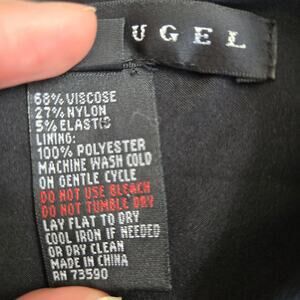 UGEL
68% VISCOSE
27% NYLON
5% ELASTIS
LINING:
100% POLYESTER
MACHINE WASH COLD
ON GENTLE CYCLE
DO NOT USE BLEACH
DO NOT TUMBLE DRY
LAY FLAT TO DRY
COOL IRON IF NEEDED
OR DRY CLEAN
MADE IN CHINA
RN 73590